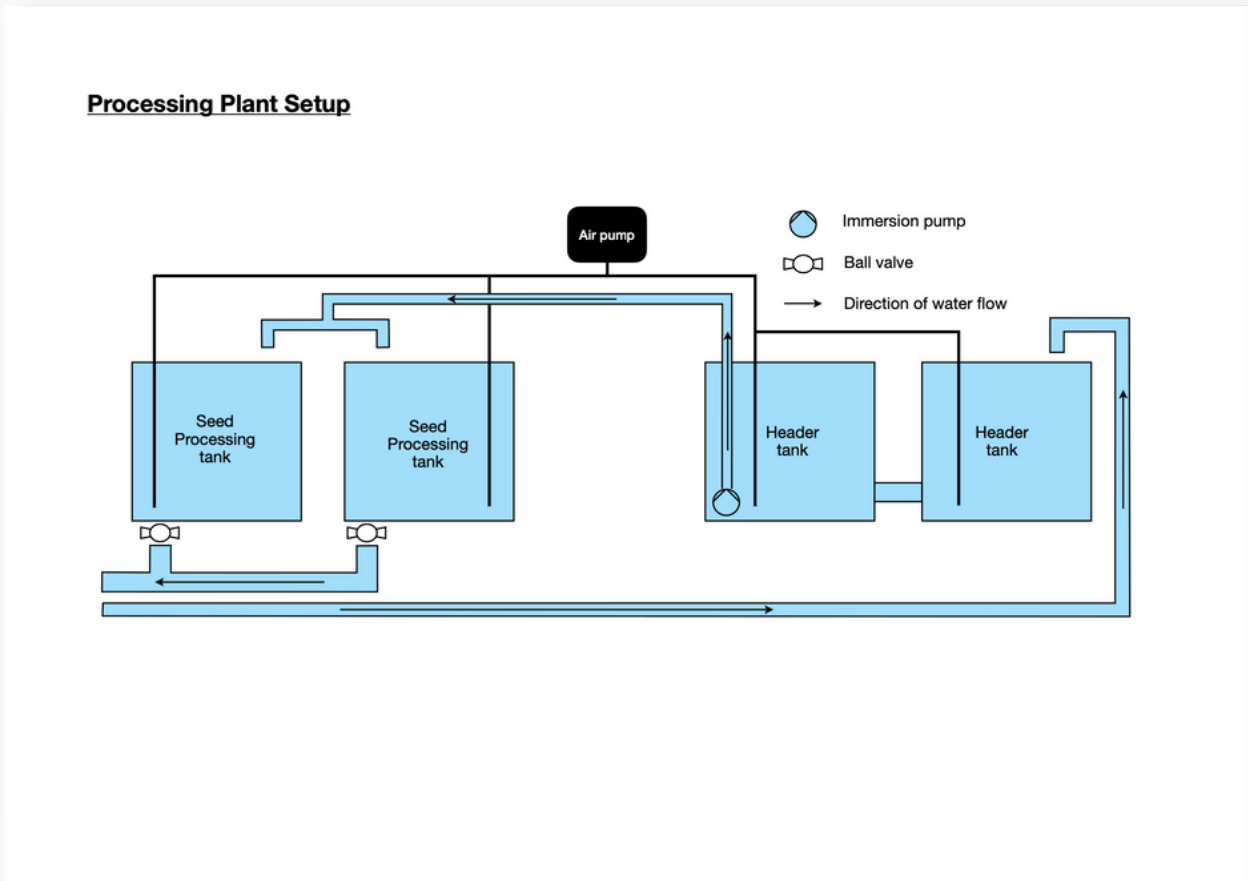 Processing Plant Setup
Air pump
Immersion pump
Ball valve
Direction of water flow
Seed
Processing
tank
Seed
Processing
tank
Header
tank
Header
tank